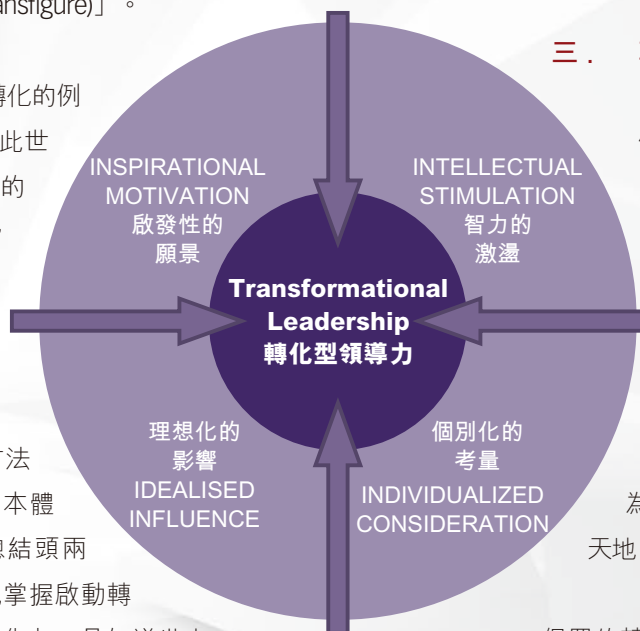 nsfigure)」。
轉化的例
此世
的
INSPIRATIONAL
MOTIVATION
啟發性的
願景
INTELLECTUAL
STIMULATION
智力的
激盪
Transformational
Leadership
轉化型領導力
理想化的
影響
IDEALISED
INFLUENCE
個別化的
考量
INDIVIDUALIZED
CONSIDERATION
法
本體
總結頭兩
掌握啟動轉
三．
為
天地